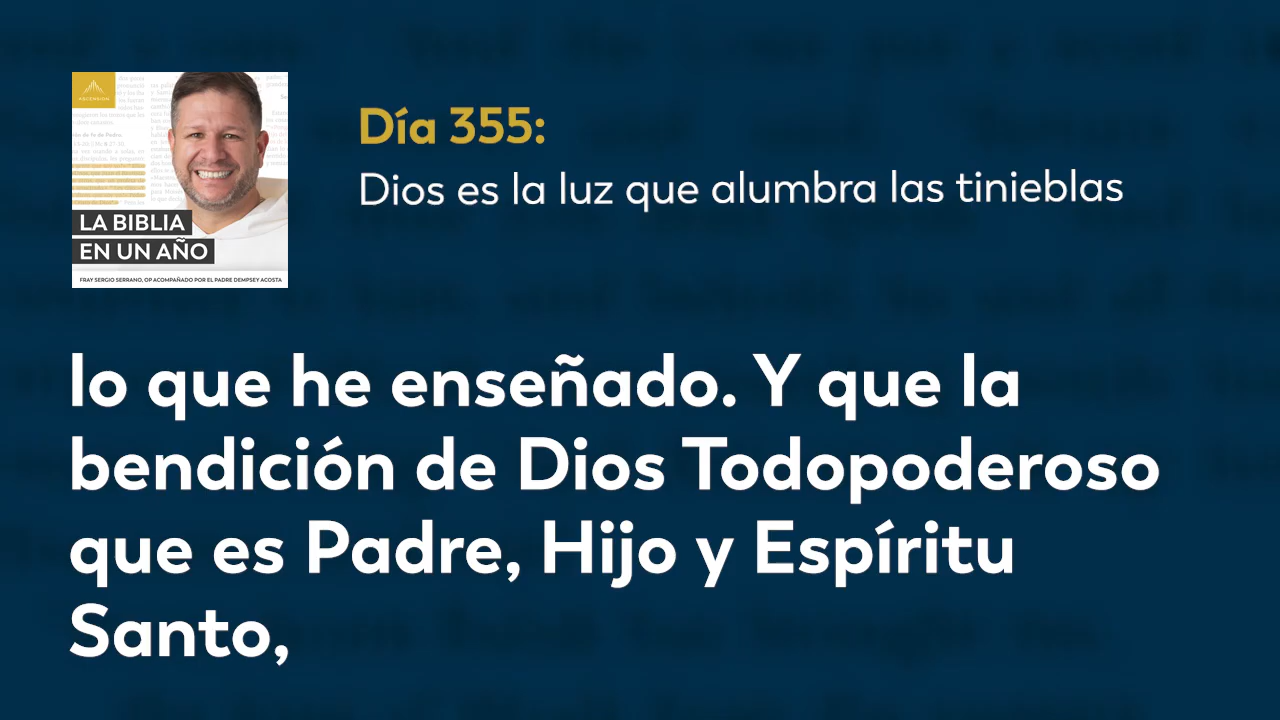 ASCENSION
LA BIBLIA
EN UN AÑO
FRAY SERGIO SERRANO, OP ACOMPAÑADO POR EL PADRE DEMPSEY ACOSTA
Día 355:
Dios es la luz que alumbra las tinieblas
lo que he enseñado. Y que la
bendición de Dios Todopoderoso
que es Padre, Hijo y Espíritu
Santo,